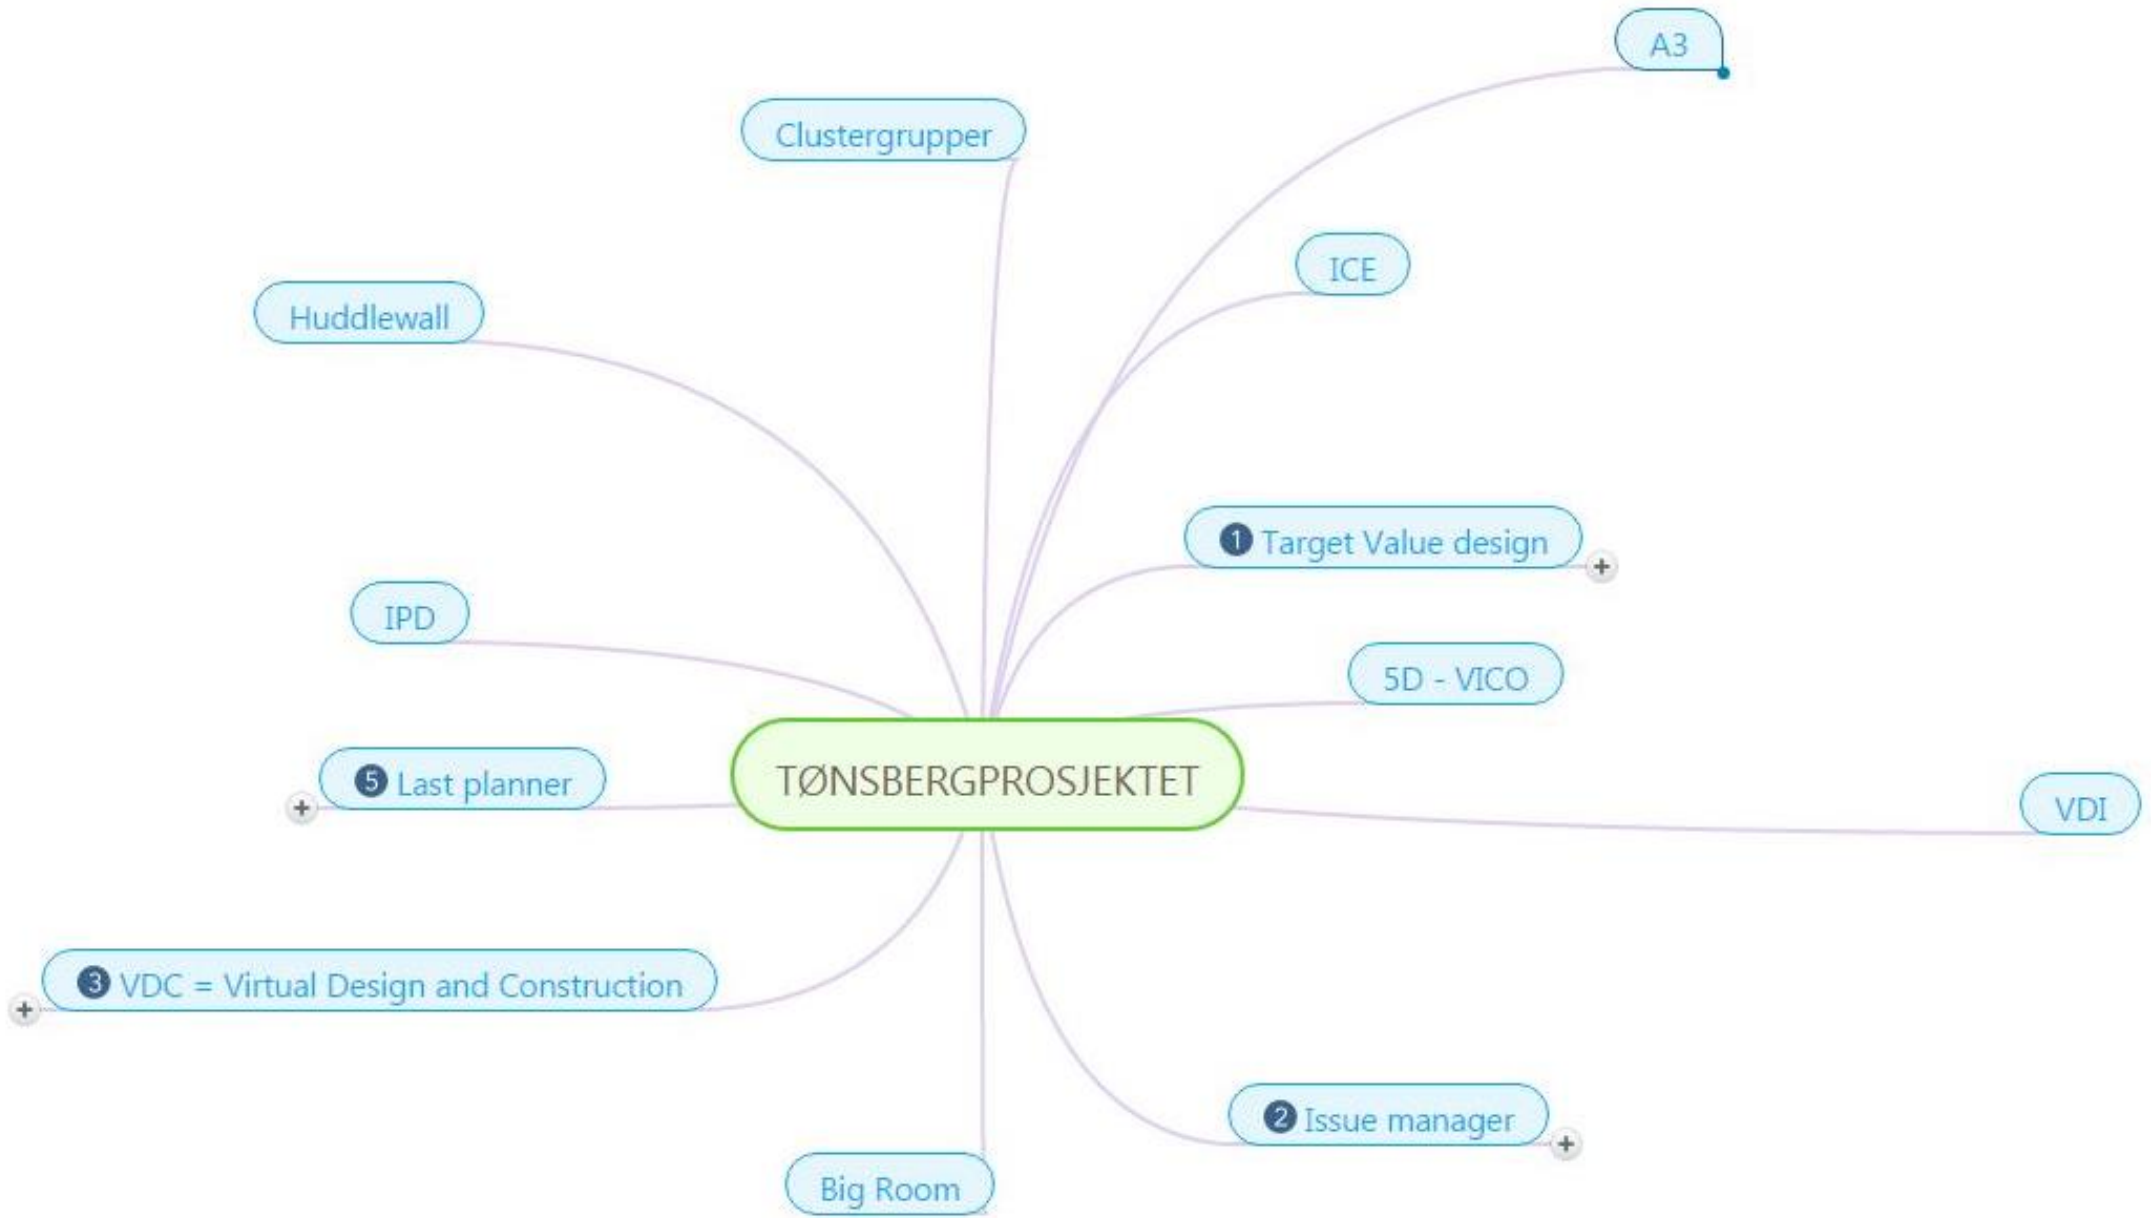 A3
Clustergrupper
ICE
Huddlewall
1 Target Value design
+
IPD
5D - VICO
5 Last planner
+
TØNSBERGPROSJEKTET
VDI
3 VDC = Virtual Design and Construction
+
2 Issue manager
+
Big Room